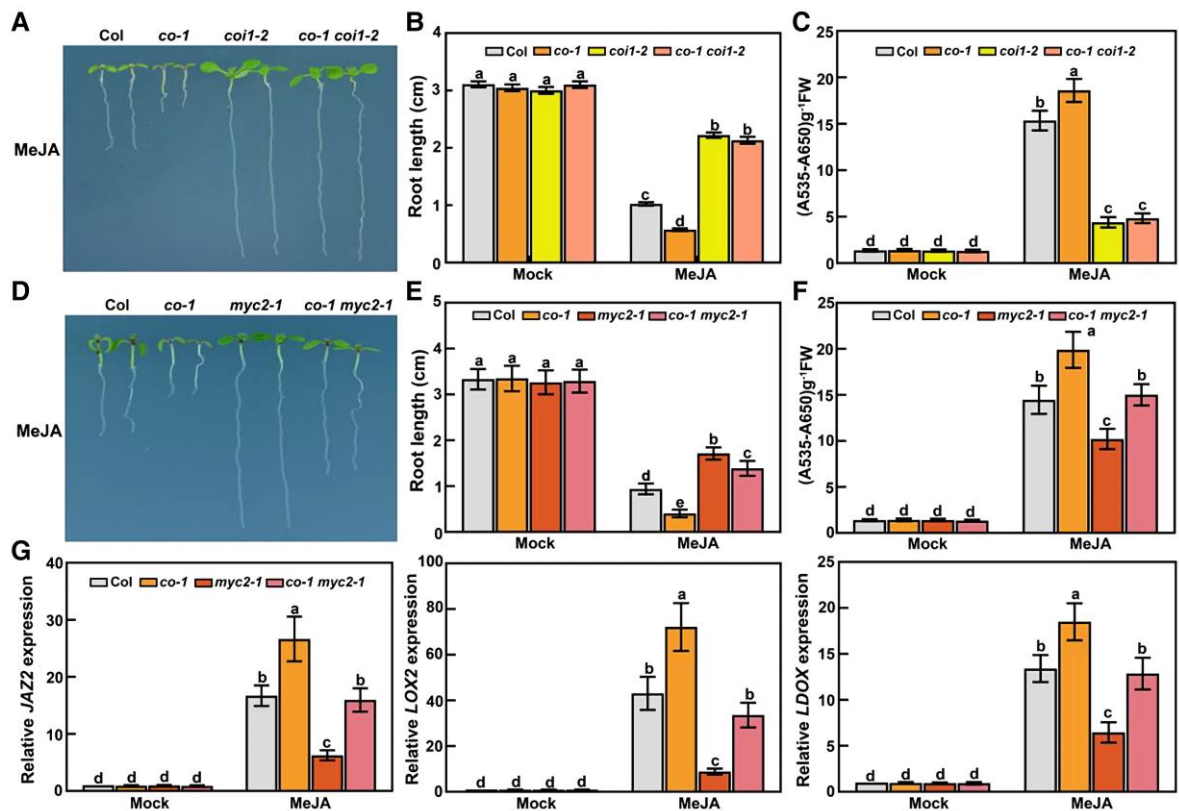 A
Col co-1 coi1-2 co-1 coi1-2
MeJA
B
Root length (cm)
4
3
2
1
0
Col co-1 coi1-2 co-1 coi1-2
a a a a
c d b b
Mock MeJA
C
(A535-A650)g⁻¹FW
25
20
15
10
5
0
Col co-1 coi1-2 co-1 coi1-2
d d d d
b a c c
Mock MeJA
D
Col co-1 myc2-1 co-1 myc2-1
MeJA
E
Root length (cm)
5
4
3
2
1
0
Col co-1 myc2-1 co-1 myc2-1
a a a a
d e b c
Mock MeJA
F
(A535-A650)g⁻¹FW
25
20
15
10
5
0
Col co-1 myc2-1 co-1 myc2-1
d d d d
b a c b
Mock MeJA
G
Relative JAZ2 expression
40
30
20
10
0
Col co-1 myc2-1 co-1 myc2-1
d d d d
b a c b
Mock MeJA
Relative LOX2 expression
100
80
60
40
20
0
d d d d
b a c b
Mock MeJA
Relative LDOX expression
25
20
15
10
5
0
d d d d
b a c b
Mock MeJA